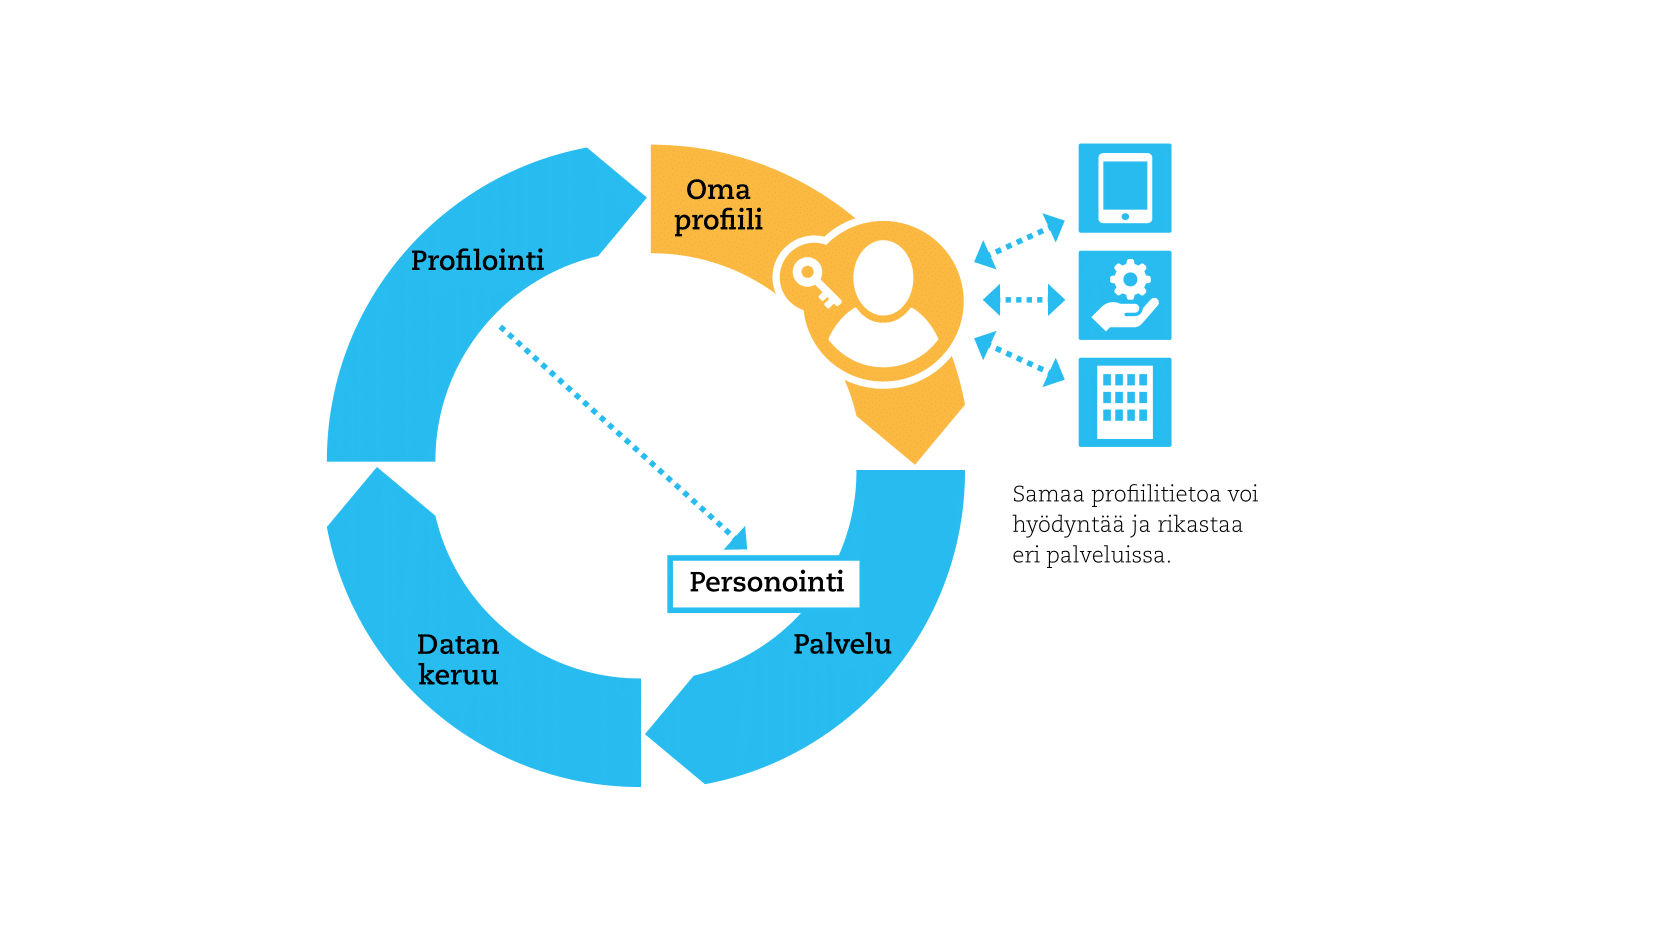 Oma
profiili
Profilointi
Personointi
Palvelu
Datan
keruu
Samaa profiilitietoa voi
hyödyntää ja rikastaa
eri palveluissa.